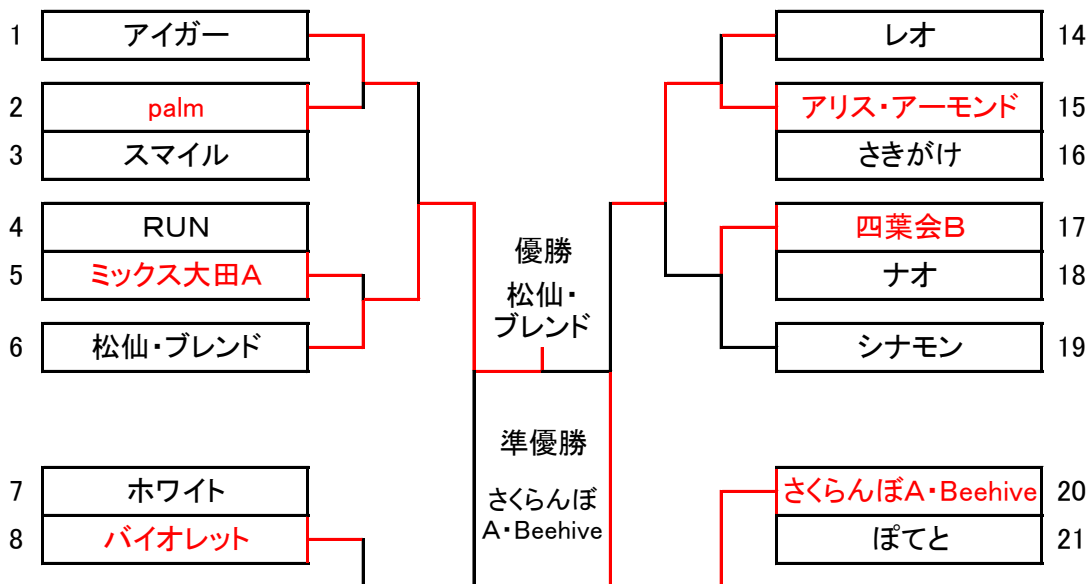 1 アイガー
2 palm
3 スマイル
4 RUN
5 ミックス大田A
6 松仙・ブレンド
7 ホワイト
8 バイオレット
優勝
松仙・
ブレンド
準優勝
さくらんぼ
A・Beehive
レオ 14
アリス・アーモンド 15
さきがけ 16
四葉会B 17
ナオ 18
シナモン 19
さくらんぼA・Beehive 20
ぽてと 21